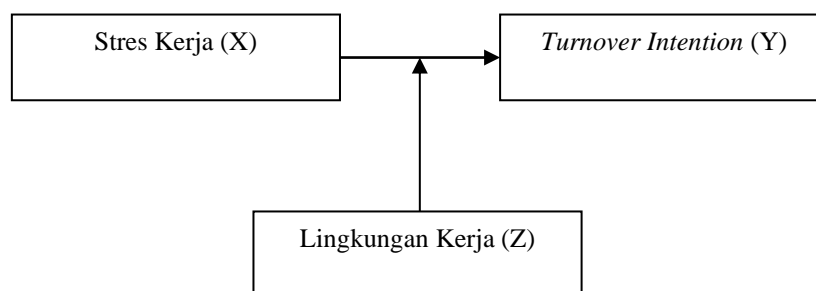 Stres Kerja (X)
Turnover Intention (Y)
Lingkungan Kerja (Z)